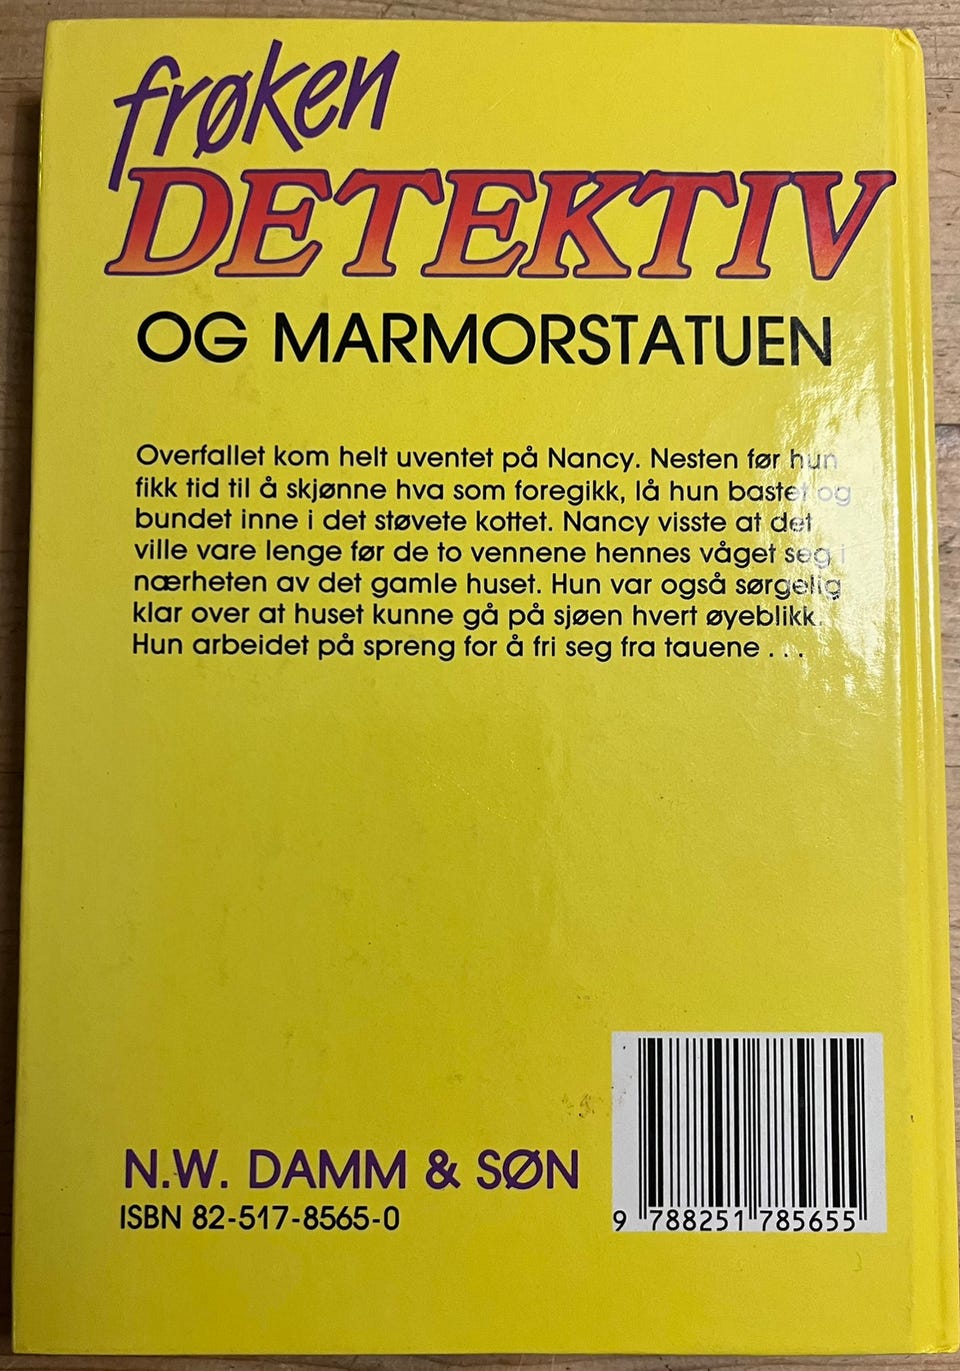 frøken
DETEKTIV
OG MARMORSTATUEN
Overfallet kom helt uventet på Nancy. Nesten før hun
fikk tid til å skjønne hva som foregikk, lå hun bastet og
bundet inne i det støvete kottet. Nancy visste at det
ville vare lenge før de to vennene hennes våget seg i
nærheten av det gamle huset. Hun var også sørgelig
klar over at huset kunne gå på sjøen hvert øyeblikk.
Hun arbeidet på spreng for å fri seg fra tauene . . .
N.W. DAMM & SØN
ISBN 82-517-8565-0
9 788251 785655